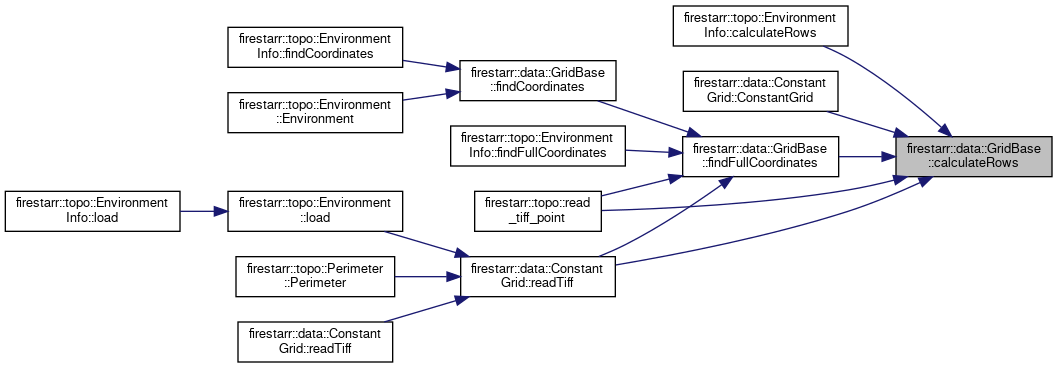 firestarr::topo::Environment
Info::findCoordinates
firestarr::topo::Environment
::Environment
firestarr::topo::Environment
Info::load
firestarr::topo::Environment
::load
firestarr::topo::Perimeter
::Perimeter
firestarr::data::Constant
Grid::readTiff
firestarr::data::GridBase
::findCoordinates
firestarr::topo::Environment
Info::findFullCoordinates
firestarr::topo::read
_tiff_point
firestarr::data::Constant
Grid::readTiff
firestarr::topo::Environment
Info::calculateRows
firestarr::data::Constant
Grid::ConstantGrid
firestarr::data::GridBase
::findFullCoordinates
firestarr::data::GridBase
::calculateRows